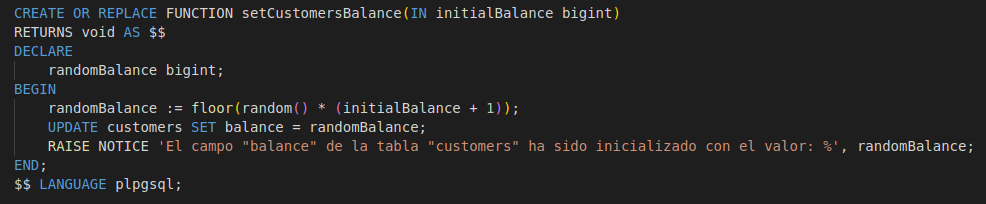 CREATE OR REPLACE FUNCTION setCustomersBalance(IN initialBalance bigint)
RETURNS void AS $$
DECLARE
    randomBalance bigint;
BEGIN
    randomBalance := floor(random() * (initialBalance + 1));
    UPDATE customers SET balance = randomBalance;
    RAISE NOTICE 'El campo "balance" de la tabla "customers" ha sido inicializado con el valor: %', randomBalance;
END;
$$ LANGUAGE plpgsql;